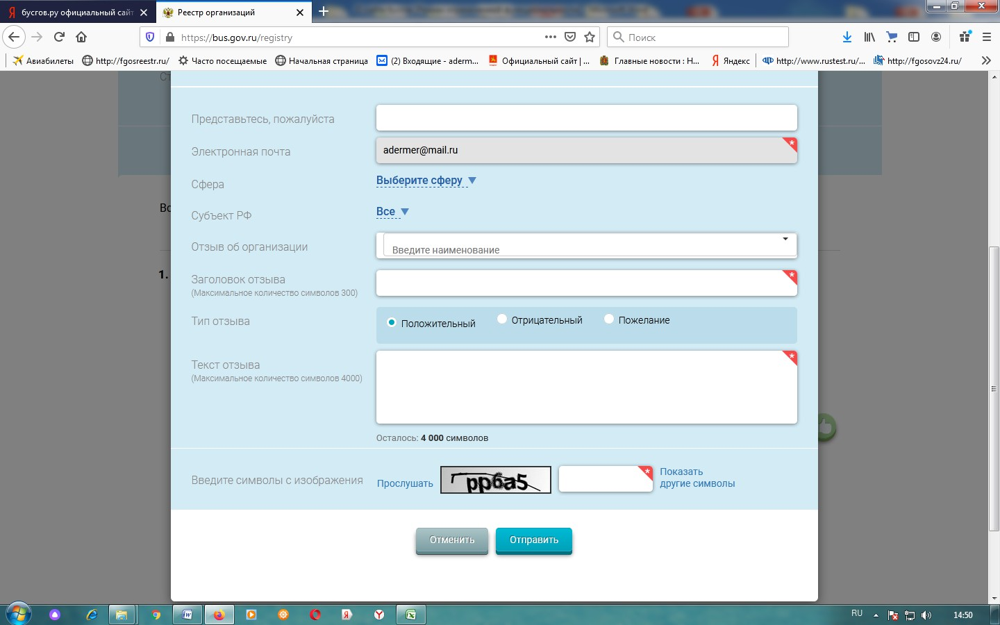 бусгов.ру официальный сайт
Реестр организаций
https://bus.gov.ru/registry
Поиск
Авиабилеты
http://fgosreestr.ru/
Часто посещаемые
Начальная страница
(2) Входящие - aderm...
Официальный сайт | ...
Главные новости : Н...
Яндекс
http://www.rustest.ru/...
http://fgosovz24.ru/
Представьтесь, пожалуйста
Электронная почта
adermer@mail.ru
*
Сфера
Выберите сферу
Субъект РФ
Все
Отзыв об организации
Введите наименование
Заголовок отзыва
(Максимальное количество символов 300)
*
1.
Тип отзыва
Положительный
Отрицательный
Пожелание
Текст отзыва
(Максимальное количество символов 4000)
*
Осталось: 4 000 символов
Введите символы с изображения
Прослушать
pp6a5
*
Показать
другие символы
Отменить
Отправить
RU
14:50